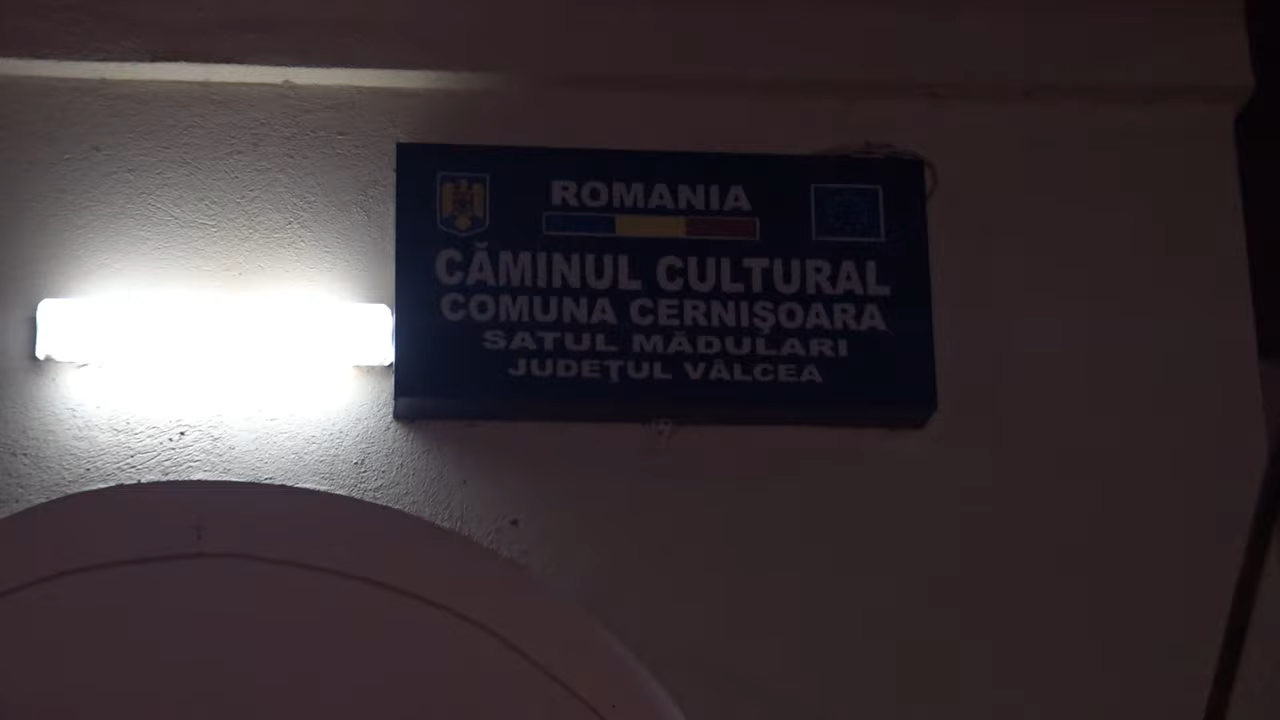 ROMANIA
CĂMINUL CULTURAL
COMUNA CERNIŞOARA
SATUL MĂDULARI
JUDEŢUL VÂLCEA